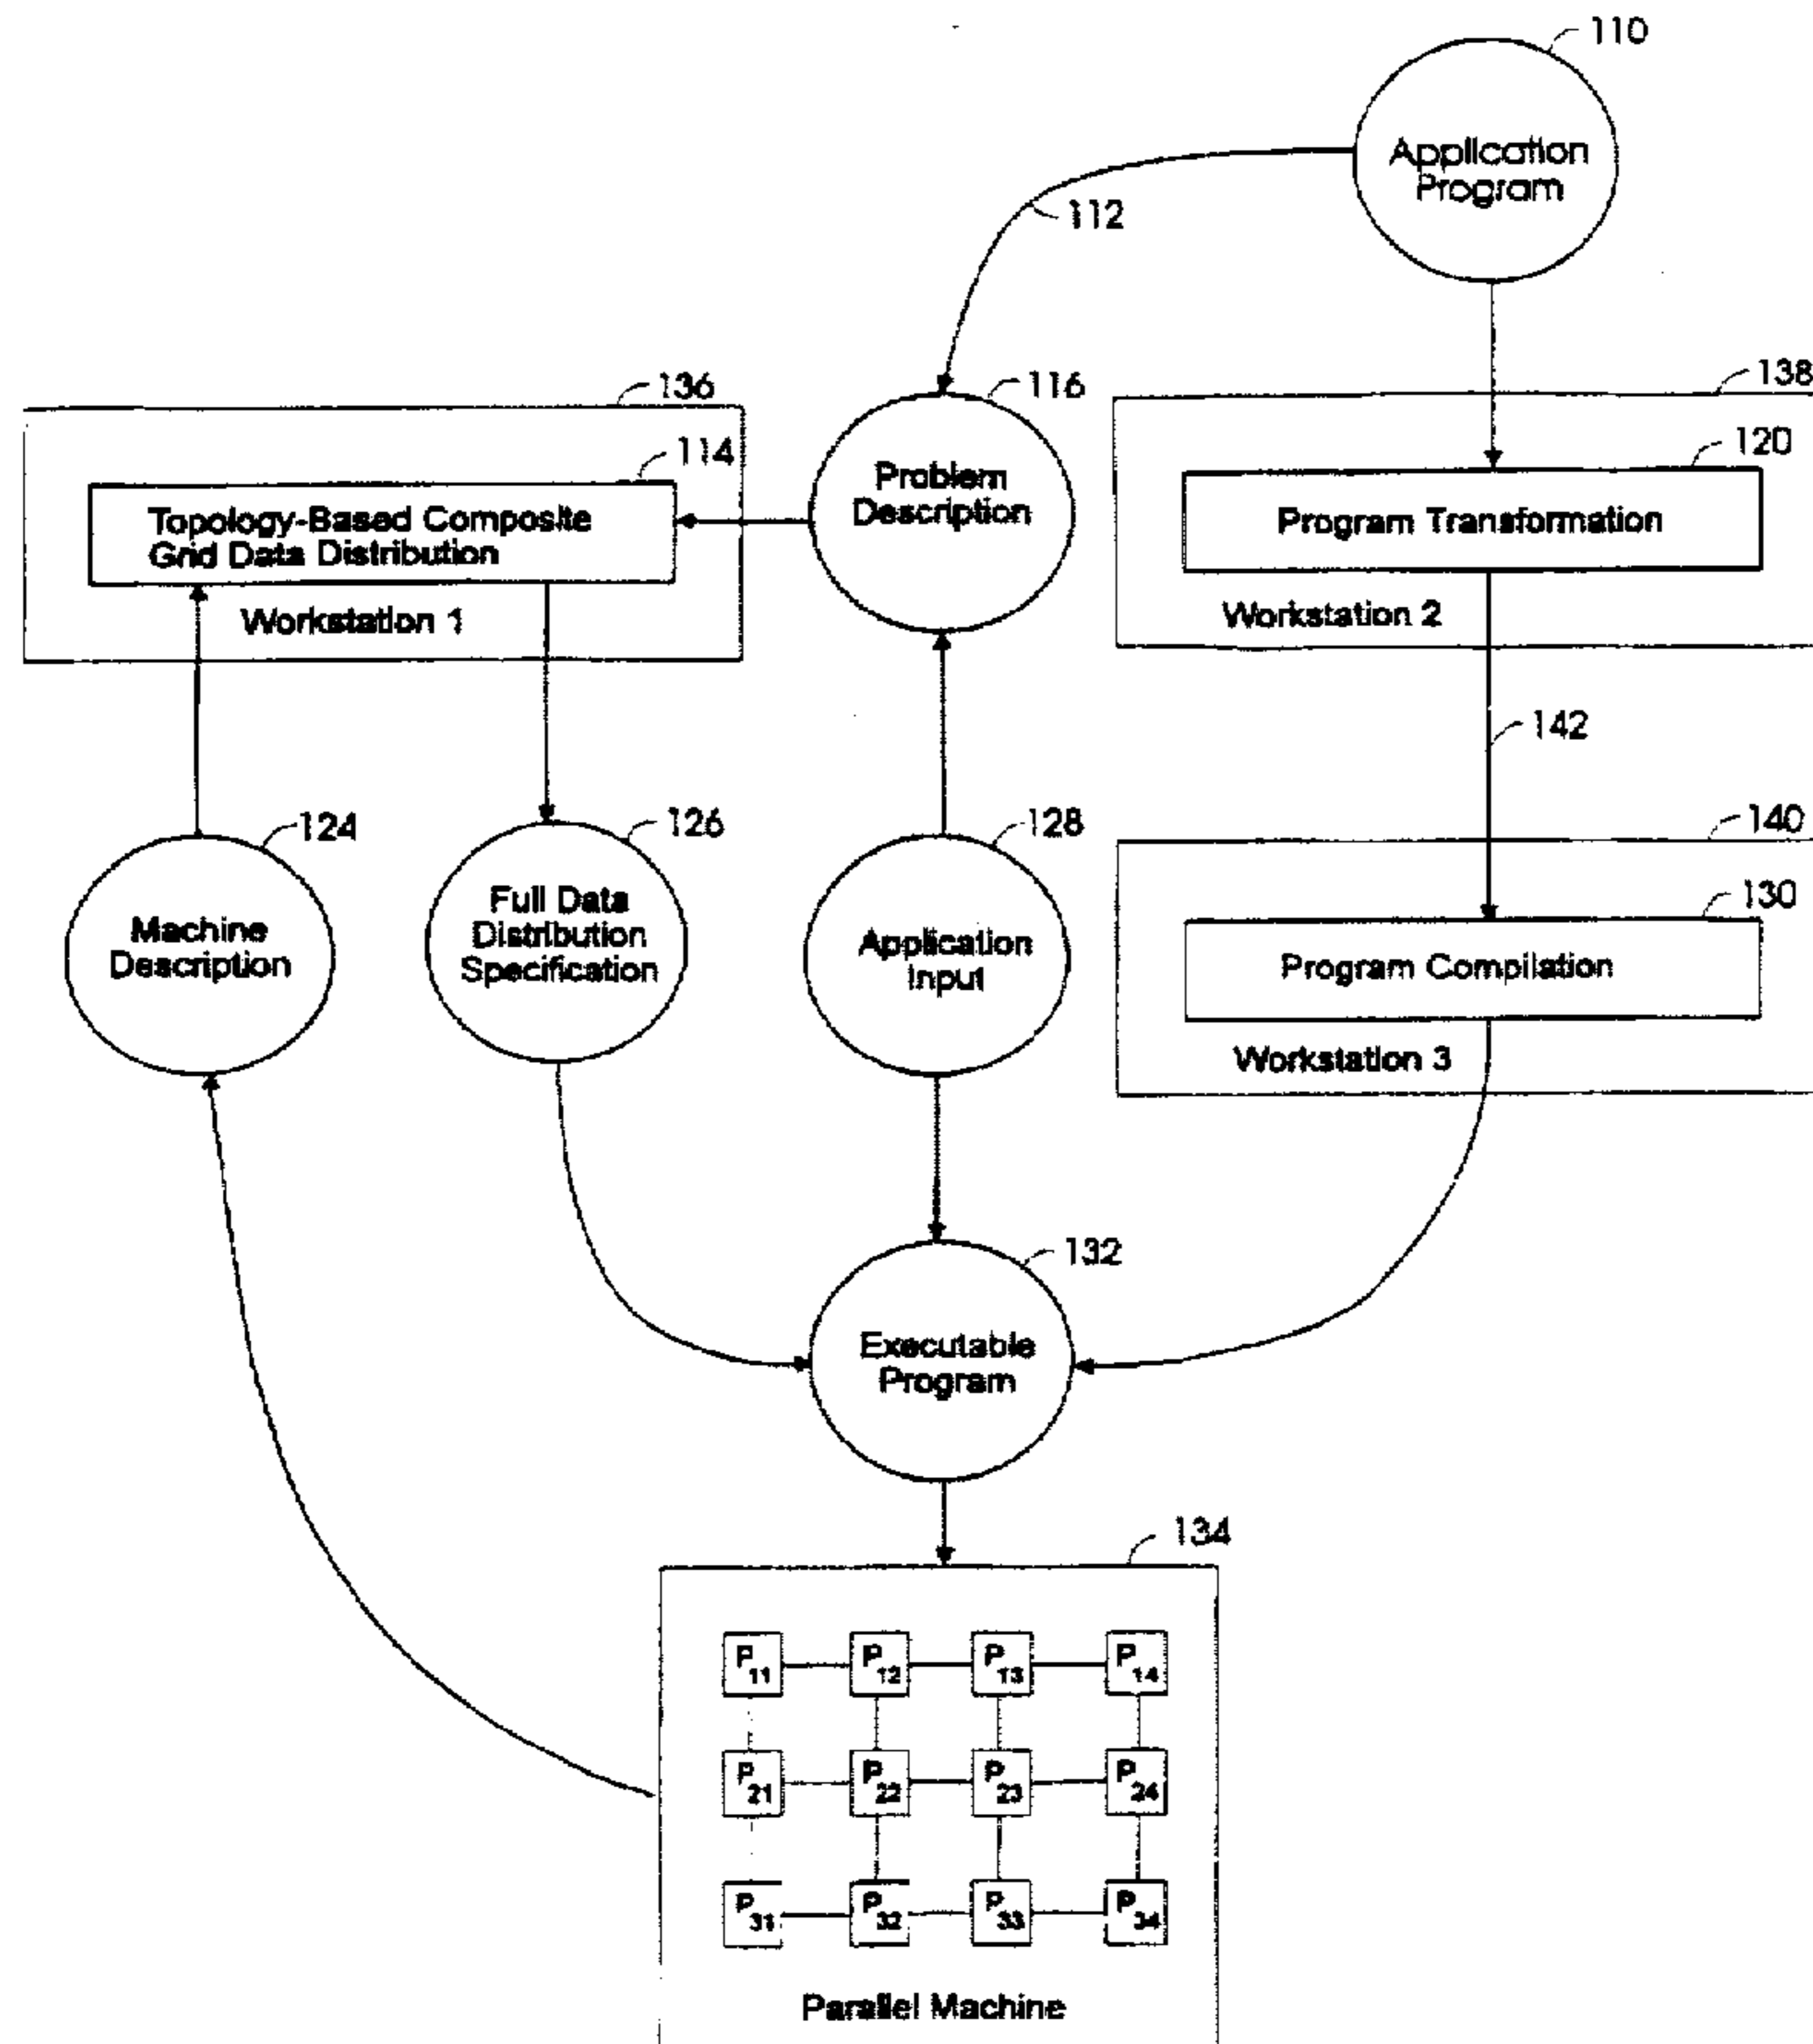 110
Application
Program
112
136
116
138
114
120
Topology-Based Composite
Grid Data Distribution
Problem
Description
Program Transformation
Workstation 1
Workstation 2
142
124
126
128
140
130
Machine
Description
Full Data
Distribution
Specification
Application
Input
Program Compilation
Workstation 3
132
Executable
Program
134
P11
P12
P13
P14
P21
P22
P23
P24
P31
P32
P33
P34
Parallel Machine